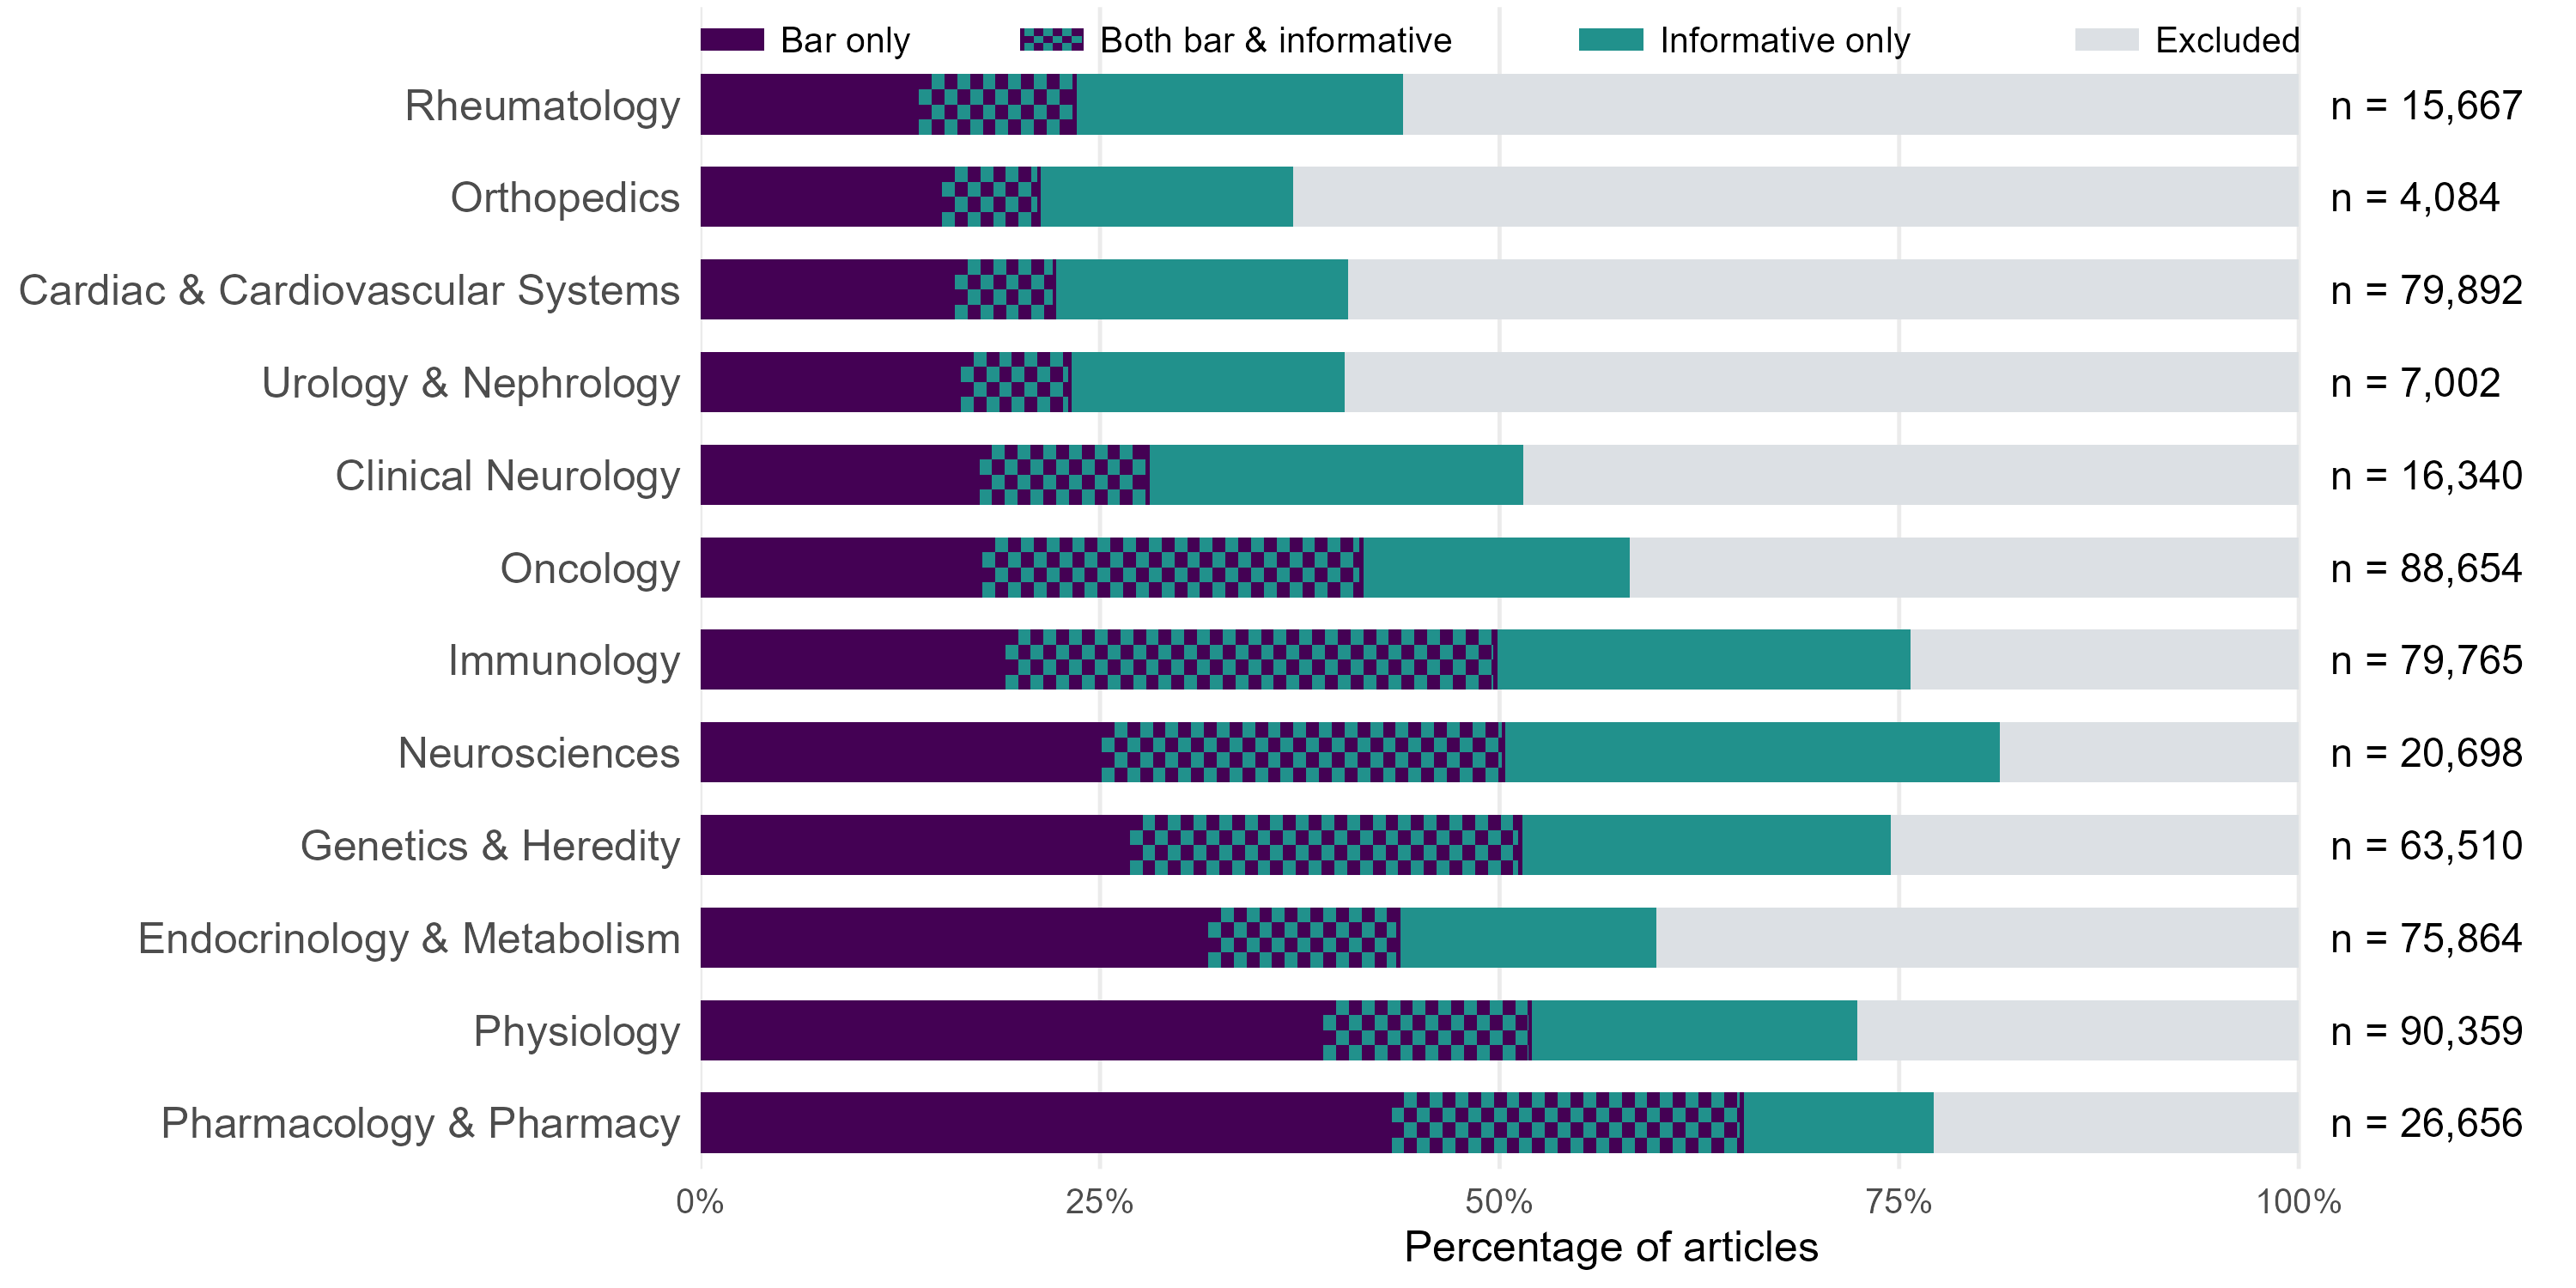 Bar only Both bar & informative Informative only Excluded
Rheumatology n = 15,667
Orthopedics n = 4,084
Cardiac & Cardiovascular Systems n = 79,892
Urology & Nephrology n = 7,002
Clinical Neurology n = 16,340
Oncology n = 88,654
Immunology n = 79,765
Neurosciences n = 20,698
Genetics & Heredity n = 63,510
Endocrinology & Metabolism n = 75,864
Physiology n = 90,359
Pharmacology & Pharmacy n = 26,656
0% 25% 50% 75% 100%
Percentage of articles